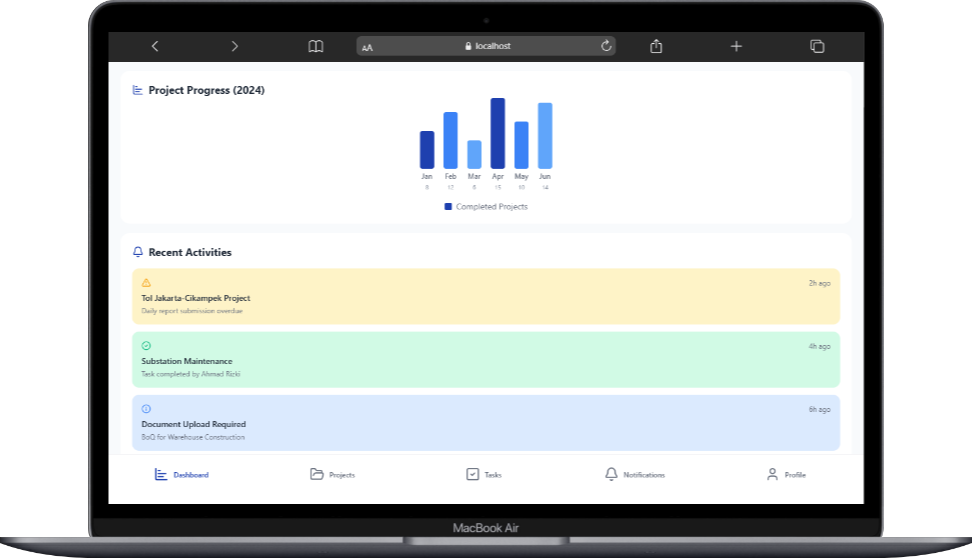 AA
localhost
Project Progress (2024)
Jan Feb Mar Apr May Jun
8 12 6 15 10 14
Completed Projects
Recent Activities
2h ago
Tol Jakarta-Cikampek Project
Daily report submission overdue
4h ago
Substation Maintenance
Task completed by Ahmad Rizki
6h ago
Document Upload Required
BoQ for Warehouse Construction
Dashboard Projects Tasks Notifications Profile
MacBook Air